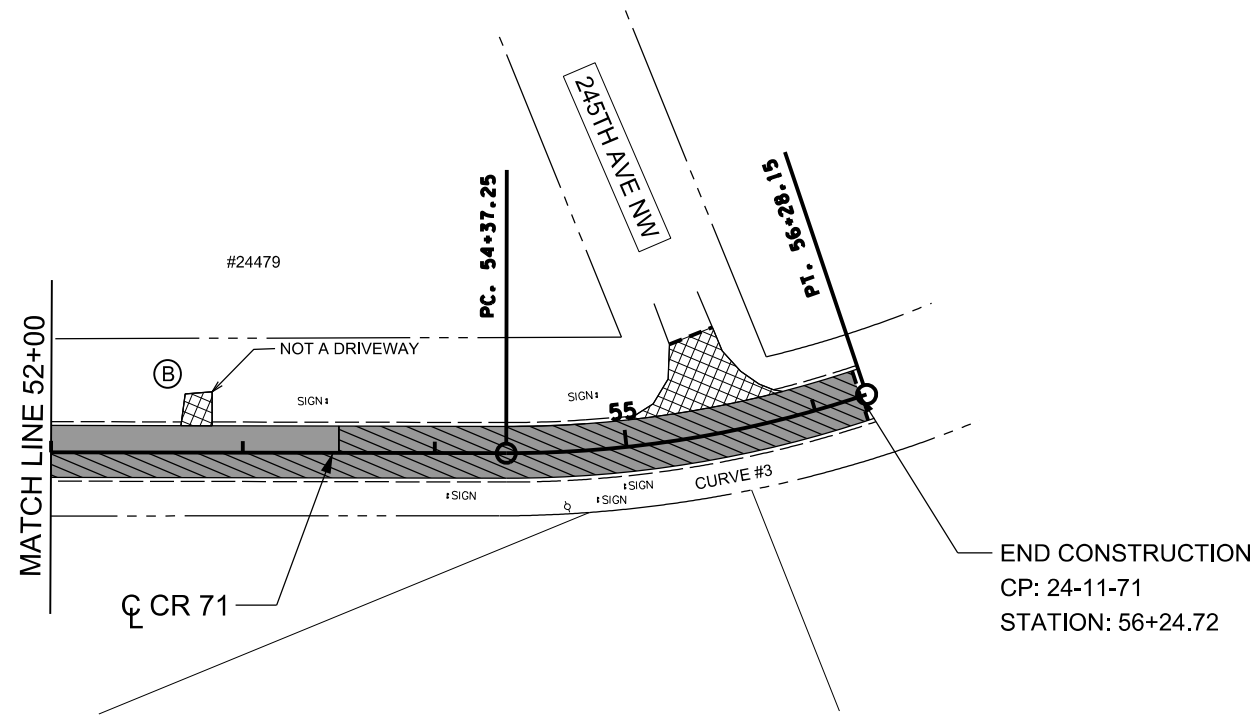 245TH AVE NW
PC. 54+37.25
PT. 56+28.15
#24479
MATCH LINE 52+00
NOT A DRIVEWAY
B
SIGN
SIGN
55
SIGN
SIGN
SIGN
CURVE #3
℄ CR 71
END CONSTRUCTION
CP: 24-11-71
STATION: 56+24.72